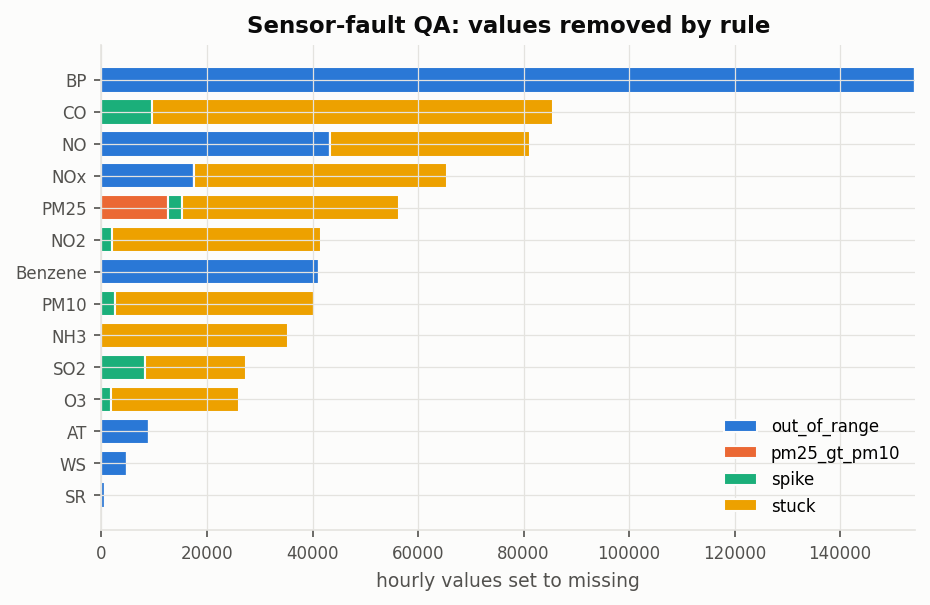 Sensor-fault QA: values removed by rule
BP
CO
NO
NOx
PM25
NO2
Benzene
PM10
NH3
SO2
O3
AT
WS
SR
out_of_range
pm25_gt_pm10
spike
stuck
0 20000 40000 60000 80000 100000 120000 140000
hourly values set to missing